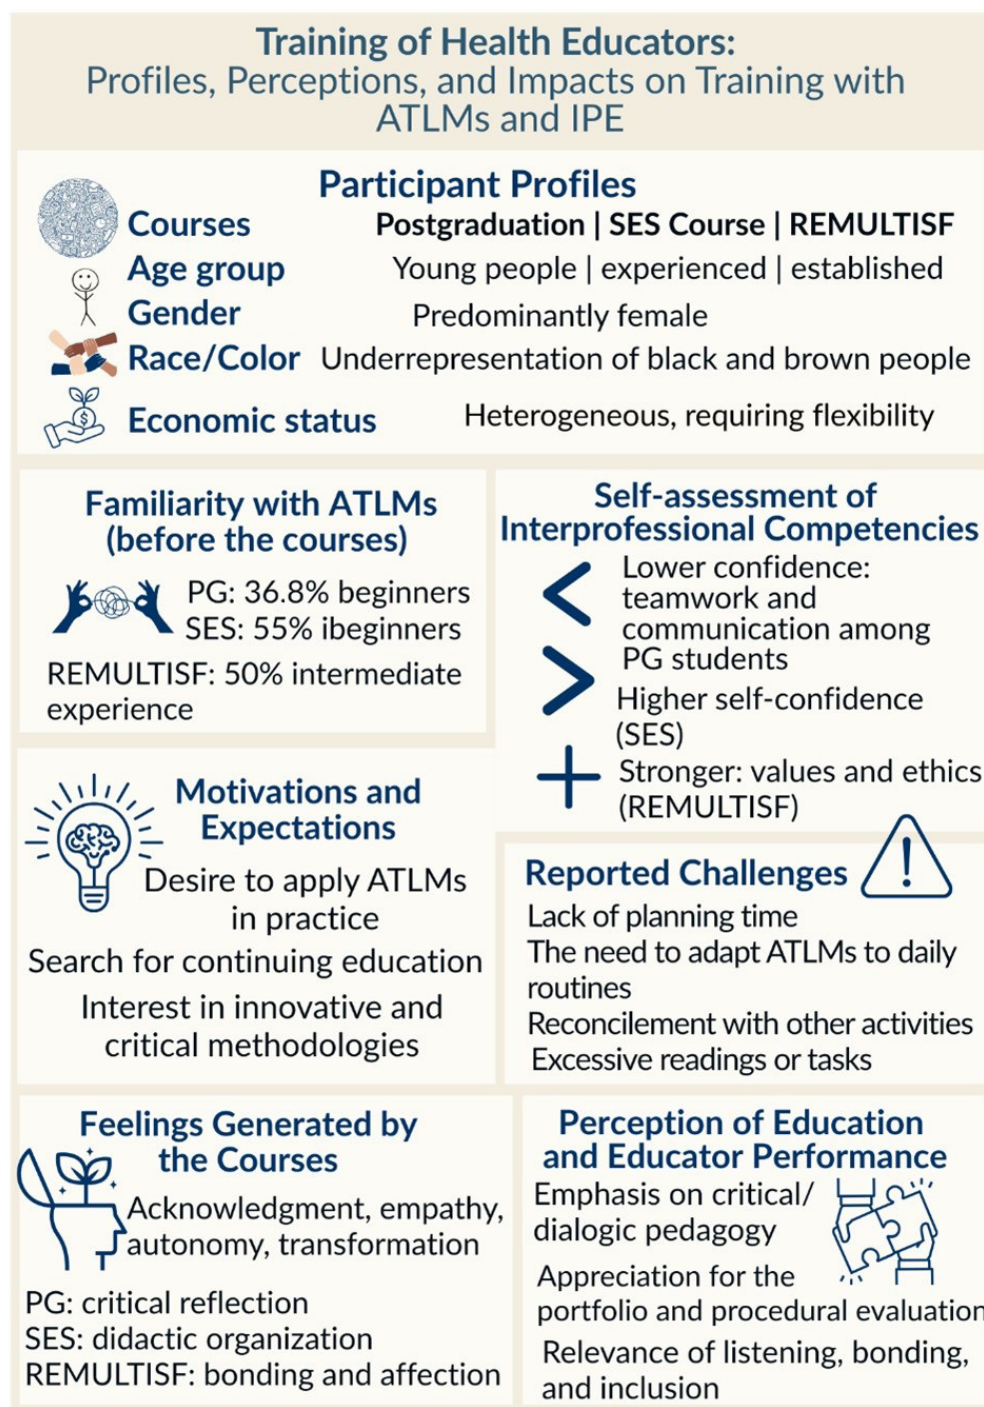 Training of Health Educators:
Profiles, Perceptions, and Impacts on Training with
ATLMs and IPE
Participant Profiles
Courses Postgraduation | SES Course | REMULTISF
Age group Young people | experienced | established
Gender Predominantly female
Race/Color Underrepresentation of black and brown people
Economic status Heterogeneous, requiring flexibility
Familiarity with ATLMs
(before the courses)
PG: 36.8% beginners
SES: 55% ibeginners
REMULTISF: 50% intermediate
experience
Self-assessment of
Interprofessional Competencies
Lower confidence:
teamwork and
communication among
PG students
Higher self-confidence
(SES)
Stronger: values and ethics
(REMULTISF)
Motivations and
Expectations
Desire to apply ATLMs
in practice
Search for continuing education
Interest in innovative and
critical methodologies
Reported Challenges
Lack of planning time
The need to adapt ATLMs to daily
routines
Reconcilement with other activities
Excessive readings or tasks
Feelings Generated by
the Courses
Acknowledgment, empathy,
autonomy, transformation
PG: critical reflection
SES: didactic organization
REMULTISF: bonding and affection
Perception of Education
and Educator Performance
Emphasis on critical/
dialogic pedagogy
Appreciation for the
portfolio and procedural evaluation
Relevance of listening, bonding,
and inclusion